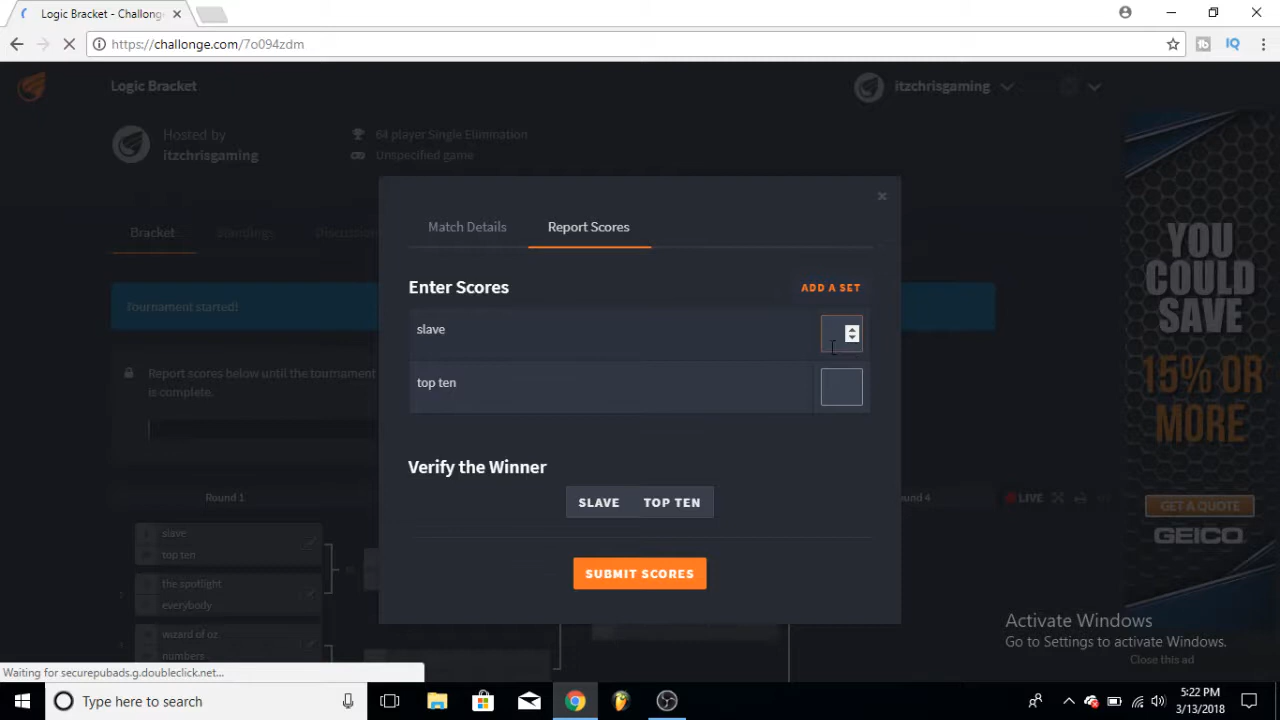 Logic Bracket - Challong
https://challonge.com/7o094zdm
Logic Bracket
itzchrisgaming
Hosted by
itzchrisgaming
64 player Single Elimination
Unspecified game
Bracket
Standings
Discussion
Tournament started!
Report scores below until the tournament
is complete.
Match Details
Report Scores
×
Enter Scores
ADD A SET
slave
top ten
Verify the Winner
SLAVE
TOP TEN
SUBMIT SCORES
Round 1
LIVE
slave
top ten
the spotlight
everybody
wizard of oz
numbers
YOU
COULD
SAVE
15% OR
MORE
GET A QUOTE
GEICO
Activate Windows
Go to Settings to activate Windows.
Close this ad
Waiting for securepubads.g.doubleclick.net...
Type here to search
5:22 PM
3/13/2018